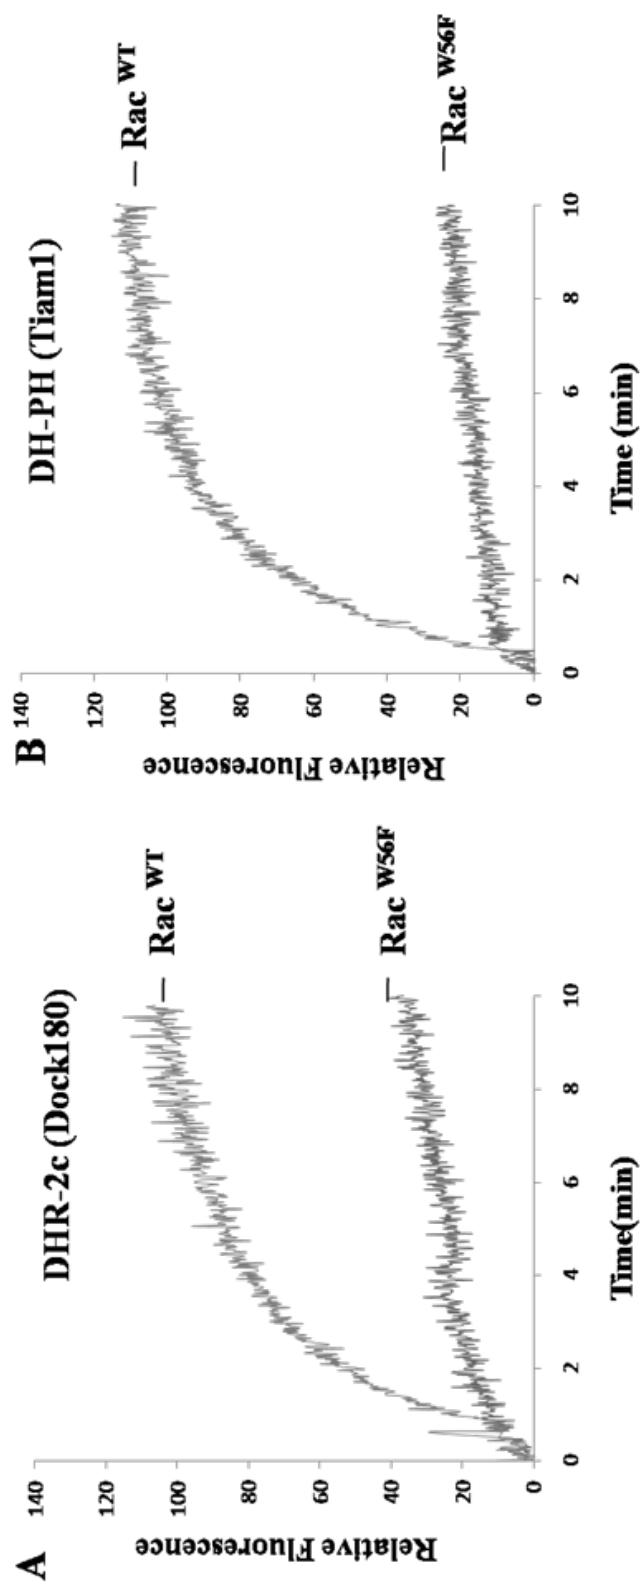 A
DHR-2c (Dock180)
140
120
100
80
60
40
20
0
Relative Fluorescence
Rac WT
Rac W56F
0 2 4 6 8 10
Time(min)
B
DH-PH (Tiam1)
140
120
100
80
60
40
20
0
Relative Fluorescence
Rac WT
Rac W56F
0 2 4 6 8 10
Time (min)